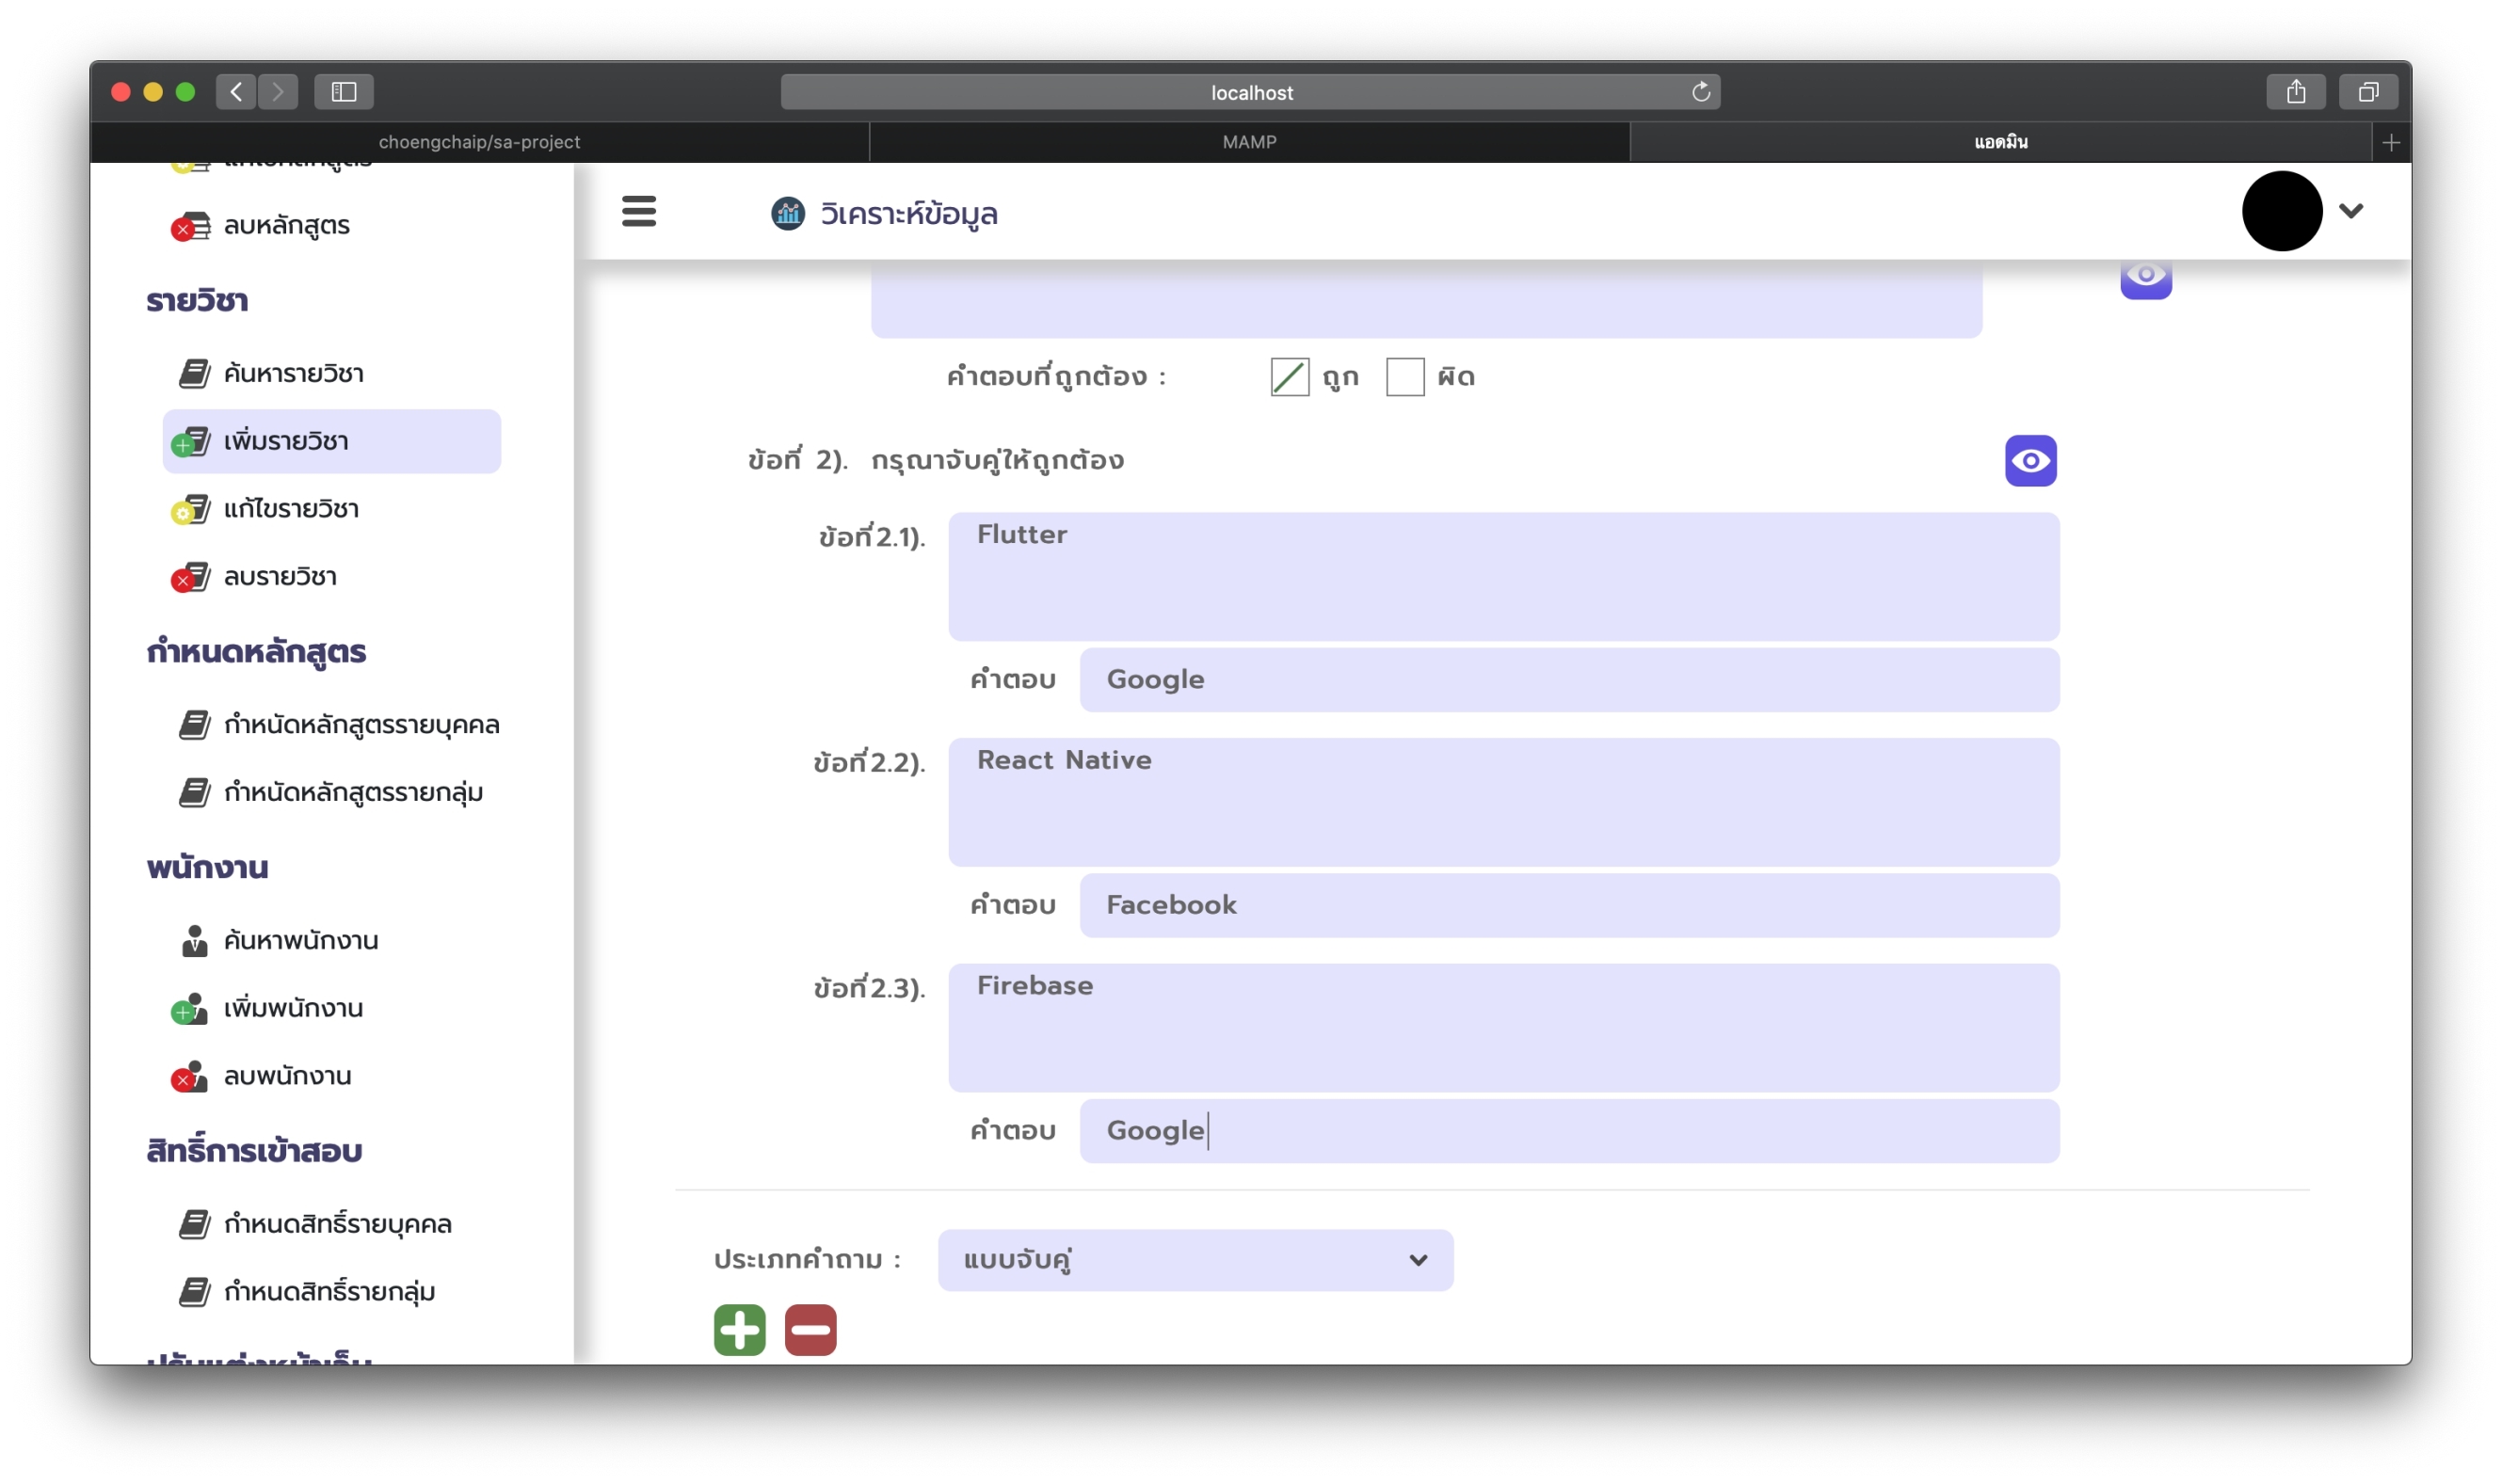 localhost
choengchaip/sa-project
MAMP
แอดมิน
ลบหลักสูตร
รายวิชา
ค้นหารายวิชา
เพิ่มรายวิชา
แก้ไขรายวิชา
ลบรายวิชา
กำหนดหลักสูตร
กำหนัดหลักสูตรรายบุคคล
กำหนัดหลักสูตรรายกลุ่ม
พนักงาน
ค้นหาพนักงาน
เพิ่มพนักงาน
ลบพนักงาน
สิทธิ์การเข้าสอบ
กำหนดสิทธิ์รายบุคคล
กำหนดสิทธิ์รายกลุ่ม
วิเคราะห์ข้อมูล
คำตอบที่ถูกต้อง : ถูก ผิด
ข้อที่ 2). กรุณาจับคู่ให้ถูกต้อง
ข้อที่2.1). Flutter
คำตอบ Google
ข้อที่2.2). React Native
คำตอบ Facebook
ข้อที่2.3). Firebase
คำตอบ Google
ประเภทคำถาม : แบบจับคู่